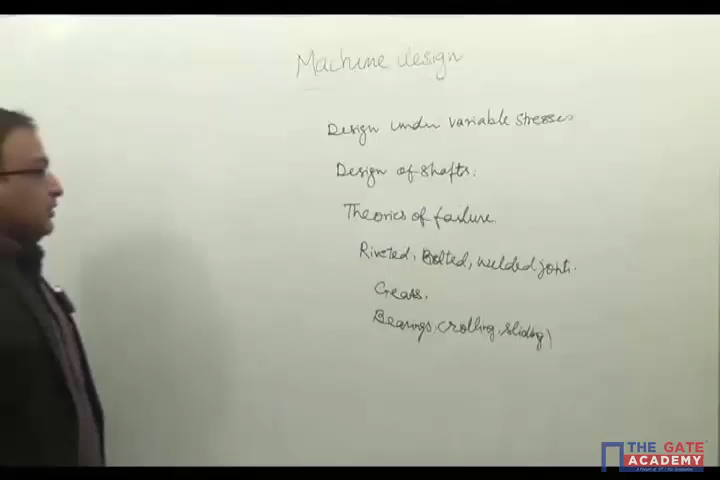 Machine design
Design under variable stresses
Design of shafts.
Theories of failure.
Riveted, Bolted, welded joints.
Gears.
Bearings (rolling, sliding)
THE GATE
ACADEMY